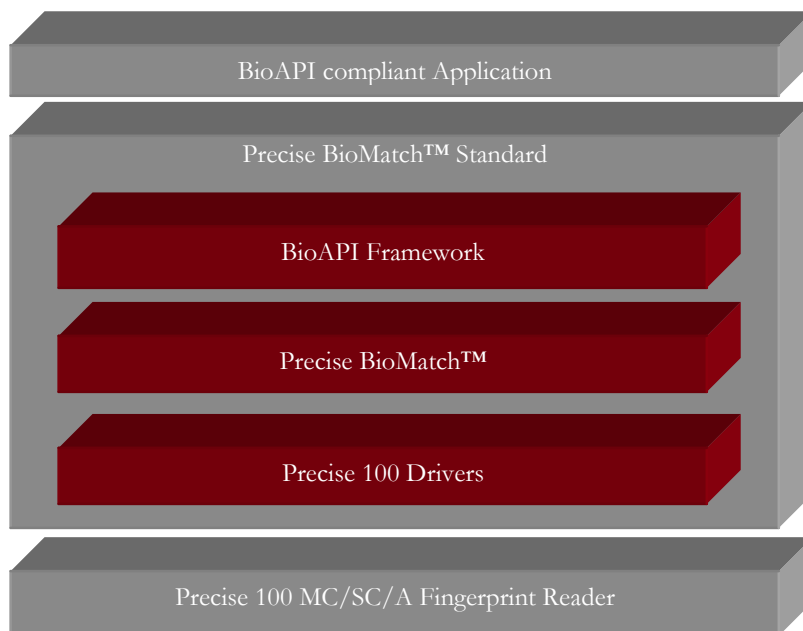 BioAPI compliant Application
Precise BioMatch™ Standard
BioAPI Framework
Precise BioMatch™
Precise 100 Drivers
Precise 100 MC/SC/A Fingerprint Reader